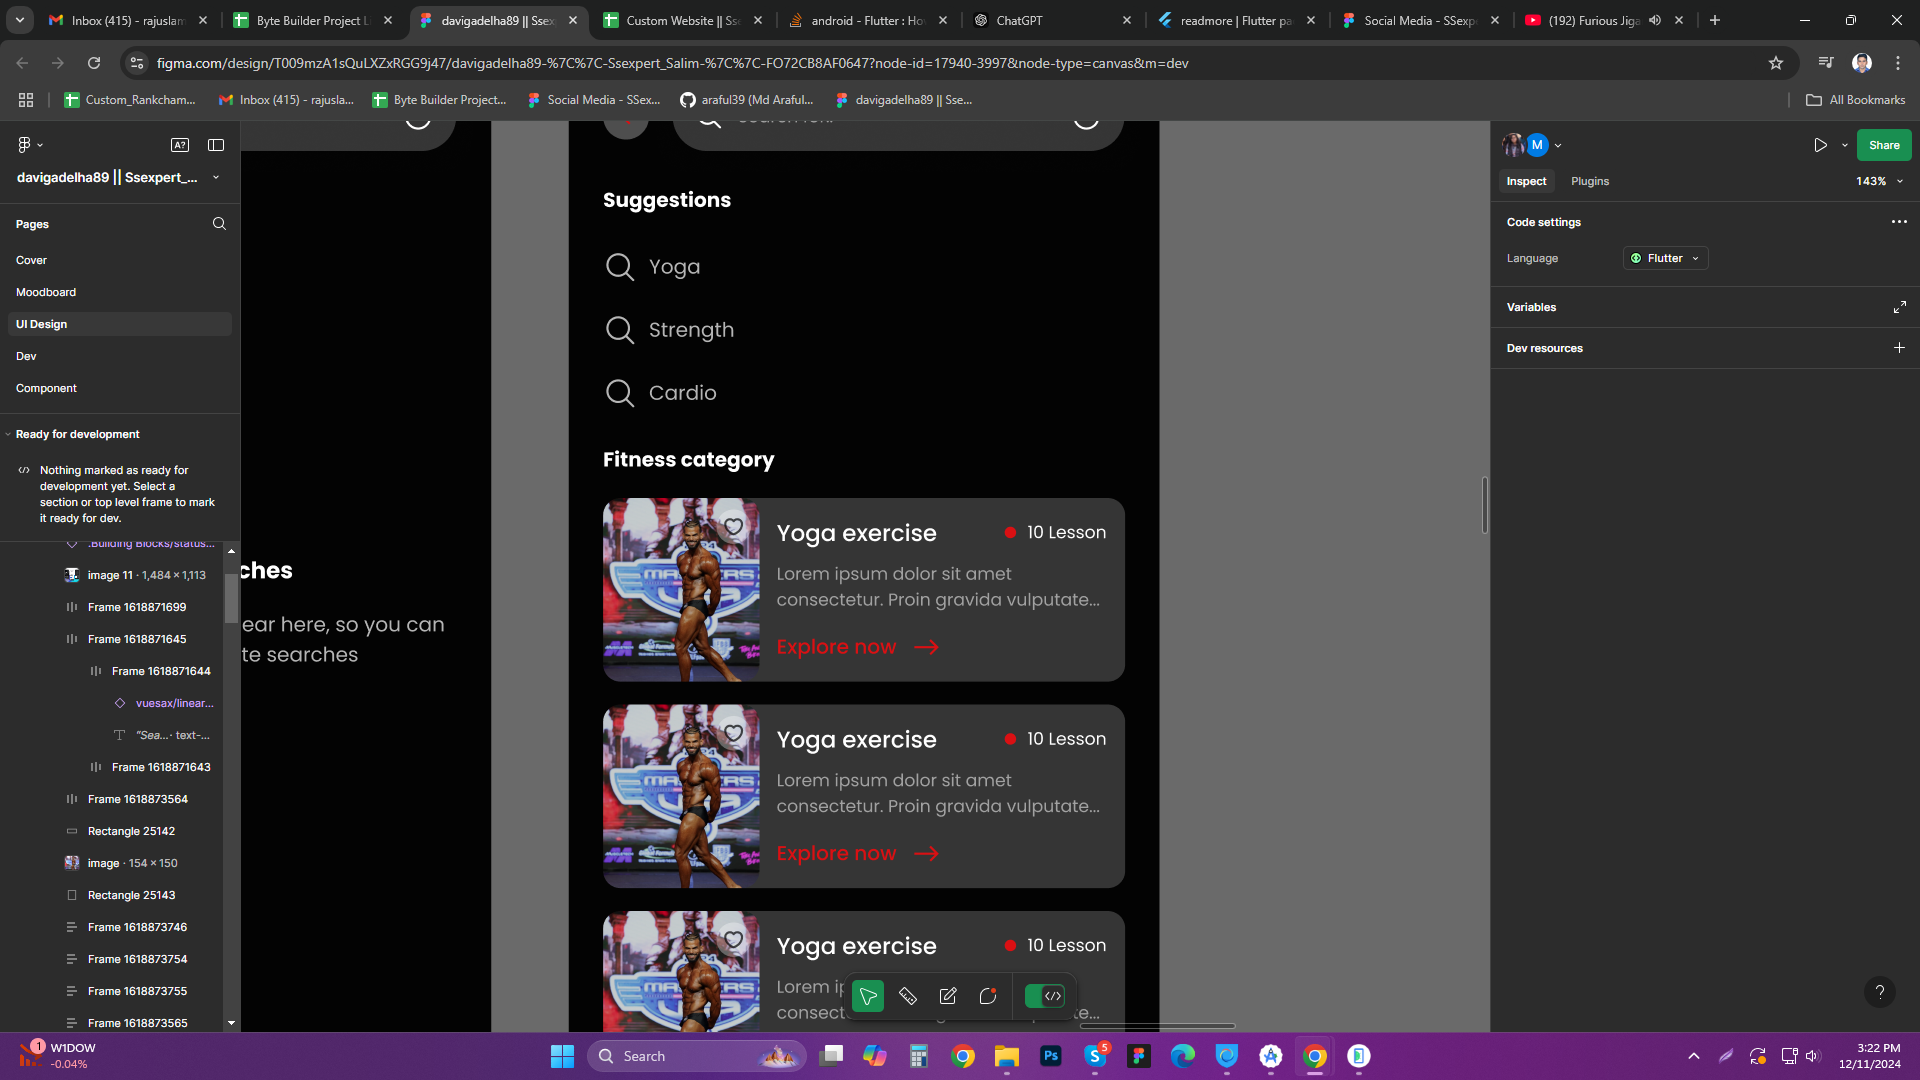 Inbox (415) - rajuslam
Byte Builder Project Li
davigadelha89 || Ssex
Custom Website || Ss
android - Flutter : Ho
ChatGPT
readmore | Flutter pa
Social Media - SSexp
(192) Furious Jiga
figma.com/design/T009mzA1sQuLXZxRGG9j47/davigadelha89-%7C%7C-Ssexpert_Salim-%7C%7C-FO72CB8AF0647?node-id=17940-3997&node-type=canvas&m=dev
Custom_Rankcham...
Inbox (415) - rajusla...
Byte Builder Project...
Social Media - SSex...
araful39 (Md Araful...
davigadelha89 || Sse...
All Bookmarks
A?
davigadelha89 || Ssexpert_...
Pages
Cover
Moodboard
UI Design
Dev
Component
Ready for development
Nothing marked as ready for
development yet. Select a
section or top level frame to mark
it ready for dev.
.Building Blocks/status...
image 11 · 1,484 × 1,113
Frame 1618871699
Frame 1618871645
Frame 1618871644
vuesax/linear...
"Sea... · text-...
Frame 1618871643
Frame 1618873564
Rectangle 25142
image · 154 × 150
Rectangle 25143
Frame 1618873746
Frame 1618873754
Frame 1618873755
Frame 1618873565
ches
ear here, so you can
te searches
Suggestions
Yoga
Strength
Cardio
Fitness category
Yoga exercise
10 Lesson
Lorem ipsum dolor sit amet
consectetur. Proin gravida vulputate...
Explore now
Yoga exercise
10 Lesson
Lorem ipsum dolor sit amet
consectetur. Proin gravida vulputate...
Explore now
Yoga exercise
10 Lesson
Lorem i
consect
te...
M
Share
Inspect
Plugins
143%
Code settings
Language
Flutter
Variables
Dev resources
?
1
W1DOW
-0.04%
Search
Ps
5
3:22 PM
12/11/2024